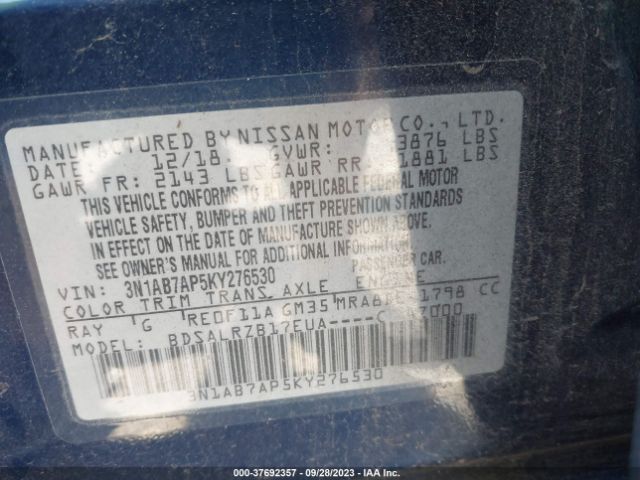 MANUFACTURED BY NISSAN MOTOR CO., LTD.
DATE: 12/18 GVWR: 3876 LBS
GAWR FR: 2143 LBS GAWR RR: 1881 LBS
THIS VEHICLE CONFORMS TO ALL APPLICABLE FEDERAL MOTOR
VEHICLE SAFETY, BUMPER AND THEFT PREVENTION STANDARDS
IN EFFECT ON THE DATE OF MANUFACTURE SHOWN ABOVE.
SEE OWNER'S MANUAL FOR ADDITIONAL INFORMATION.
VIN: 3N1AB7AP5KY276530 PASSENGER CAR.
COLOR TRIM TRANS AXLE ENGINE
RAY G RE0F11A GM35 1798 CC
MODEL: BDSALRZB17EUA----C
3N1AB7AP5KY276530
000-37692357 | 09/28/2023 | IAA Inc.